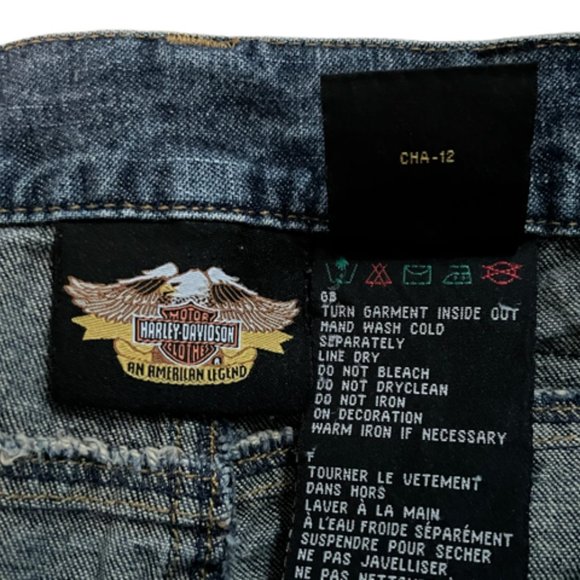 CHA-12
MOTOR
HARLEY-DAVIDSON
CLOTHES
AN AMERICAN LEGEND
GB
TURN GARMENT INSIDE OUT
HAND WASH COLD
SEPARATELY
LINE DRY
DO NOT BLEACH
DO NOT DRYCLEAN
DO NOT IRON
ON DECORATION
WARM IRON IF NECESSARY
F
TOURNER LE VETEMENT
DANS HORS
LAVER À LA MAIN
À L'EAU FROIDE SÉPARÉMENT
SUSPENDRE POUR SECHER
NE PAS JAVELLISER
NE PAS